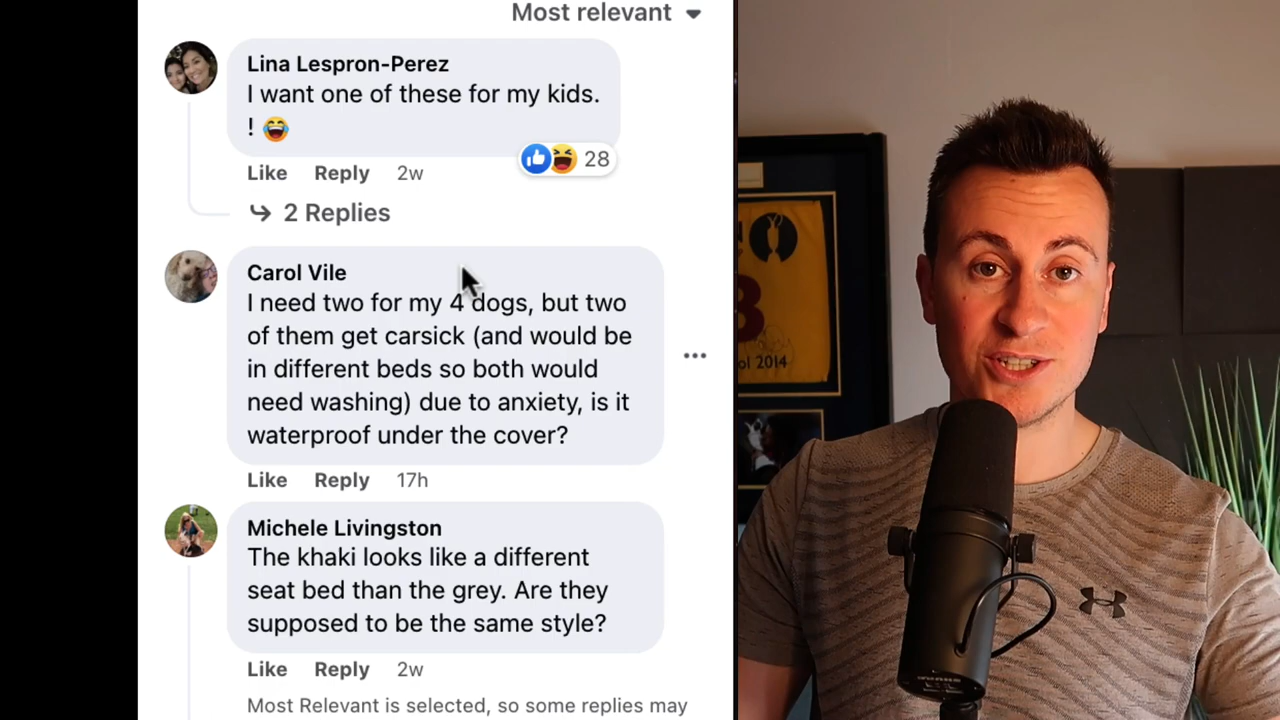 Most relevant
Lina Lespron-Perez
I want one of these for my kids.
! 😂
28
Like Reply 2w
2 Replies
Carol Vile
I need two for my 4 dogs, but two
of them get carsick (and would be
in different beds so both would
need washing) due to anxiety, is it
waterproof under the cover?
Like Reply 17h
Michele Livingston
The khaki looks like a different
seat bed than the grey. Are they
supposed to be the same style?
Like Reply 2w
Most Relevant is selected, so some replies may
2014